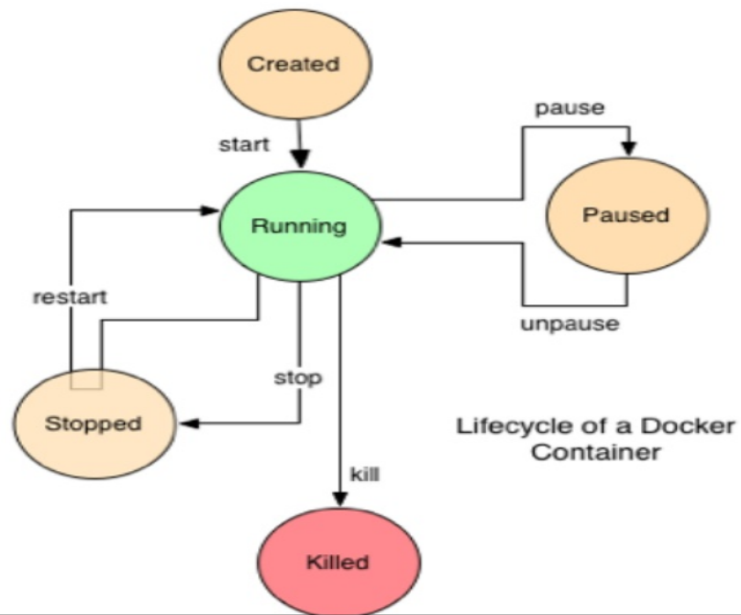 Created
start
pause
Running
Paused
restart
unpause
stop
Stopped
Lifecycle of a Docker
Container
kill
Killed